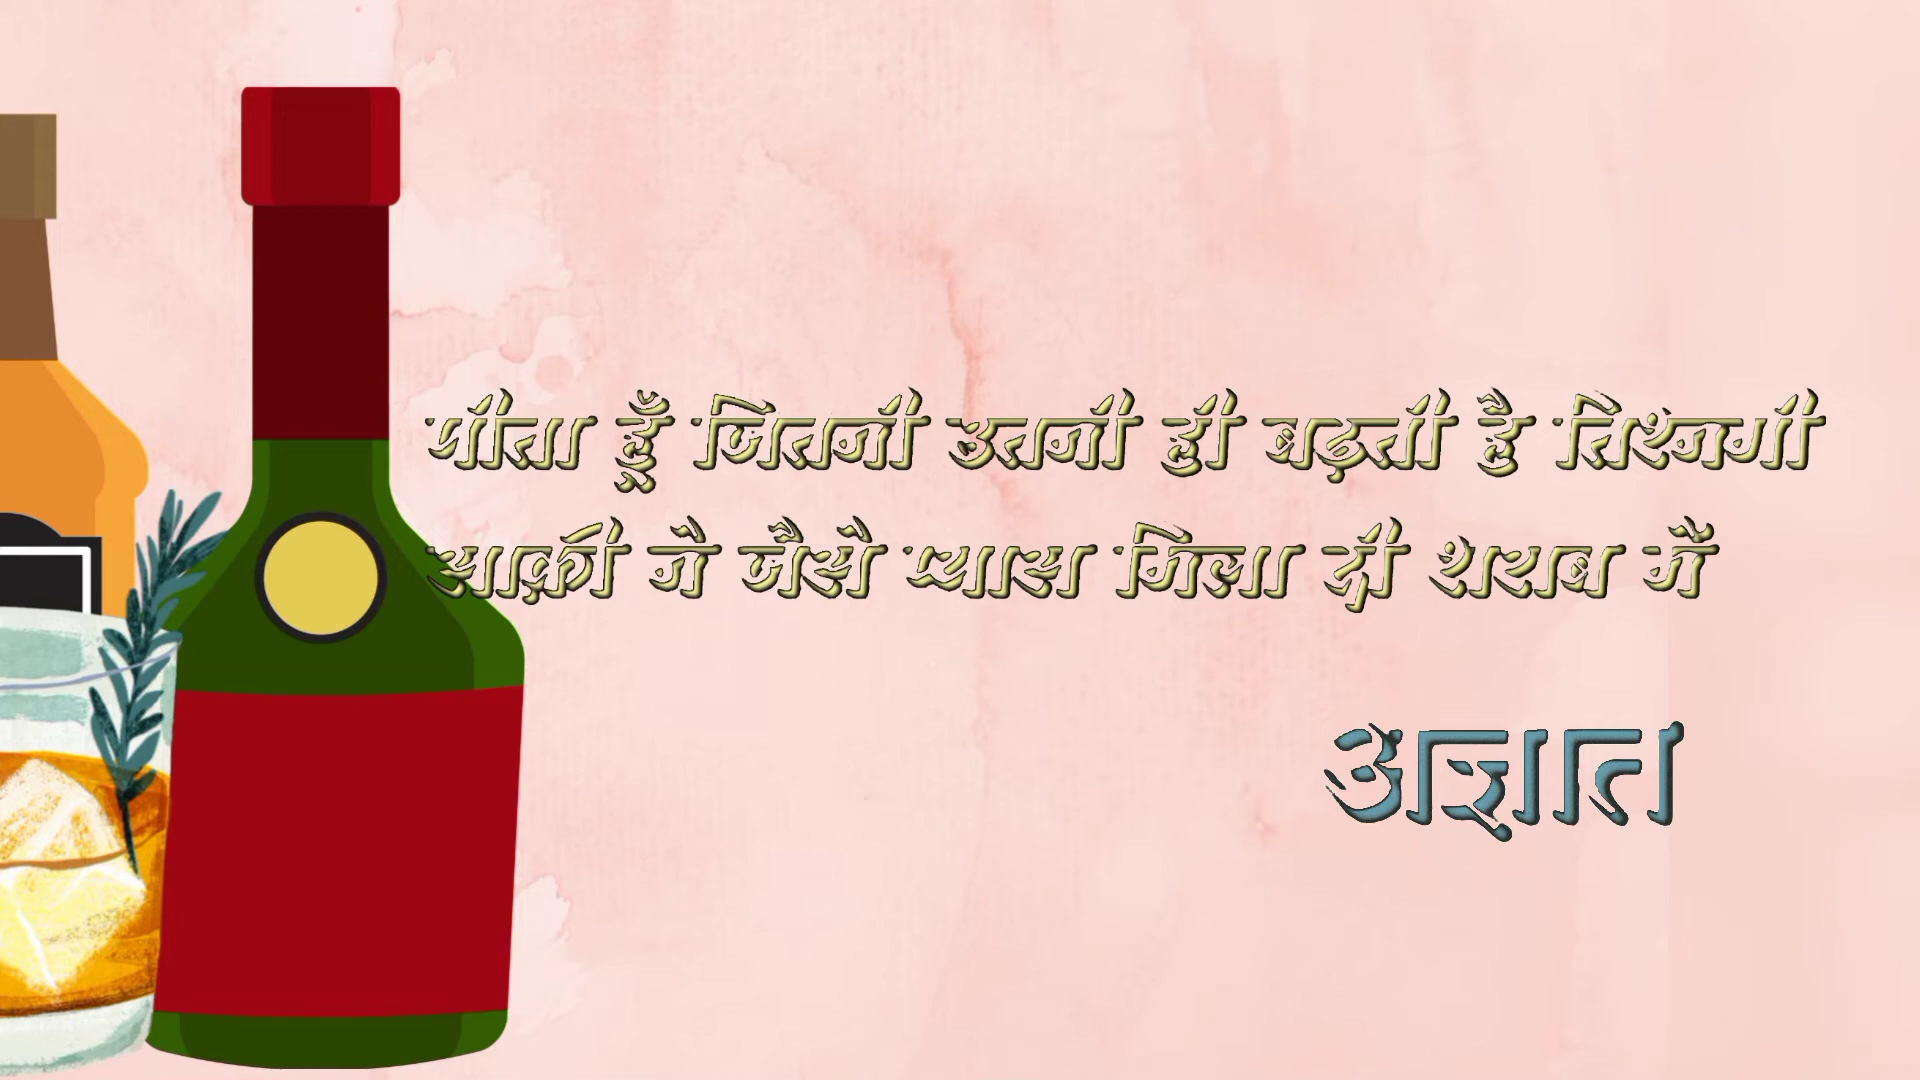 पीता हूँ जितनी उतनी ही बढ़ती है तिश्नगी
साक़ी ने जैसे प्यास मिला दी शराब में
अज्ञात